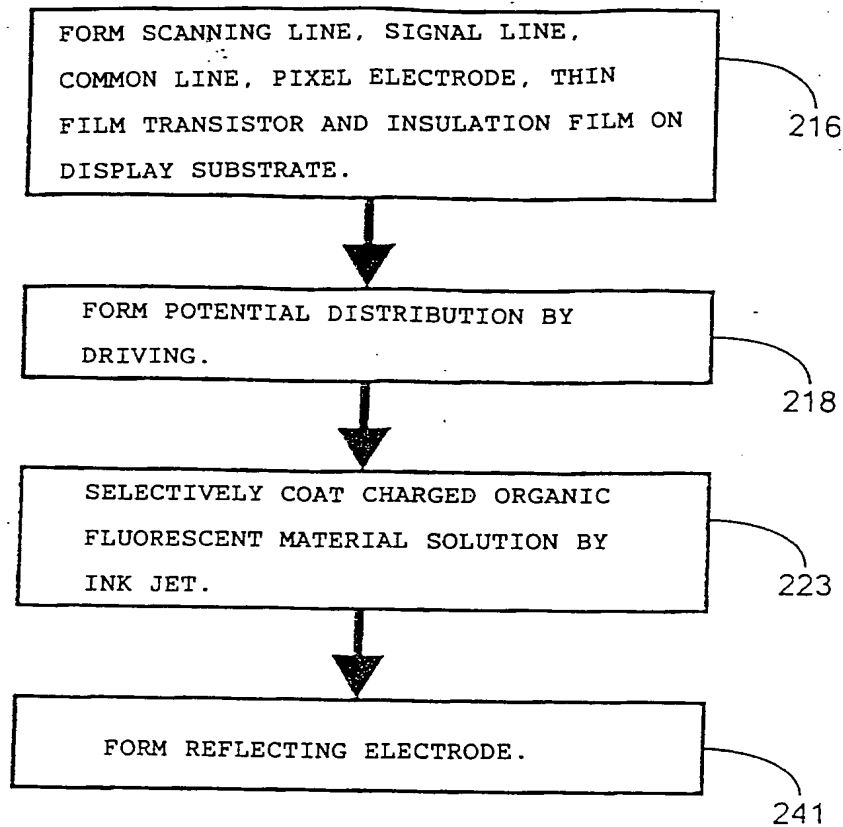 FORM SCANNING LINE, SIGNAL LINE,
COMMON LINE, PIXEL ELECTRODE, THIN
FILM TRANSISTOR AND INSULATION FILM ON
DISPLAY SUBSTRATE.
216
FORM POTENTIAL DISTRIBUTION BY
DRIVING.
218
SELECTIVELY COAT CHARGED ORGANIC
FLUORESCENT MATERIAL SOLUTION BY
INK JET.
223
FORM REFLECTING ELECTRODE.
241